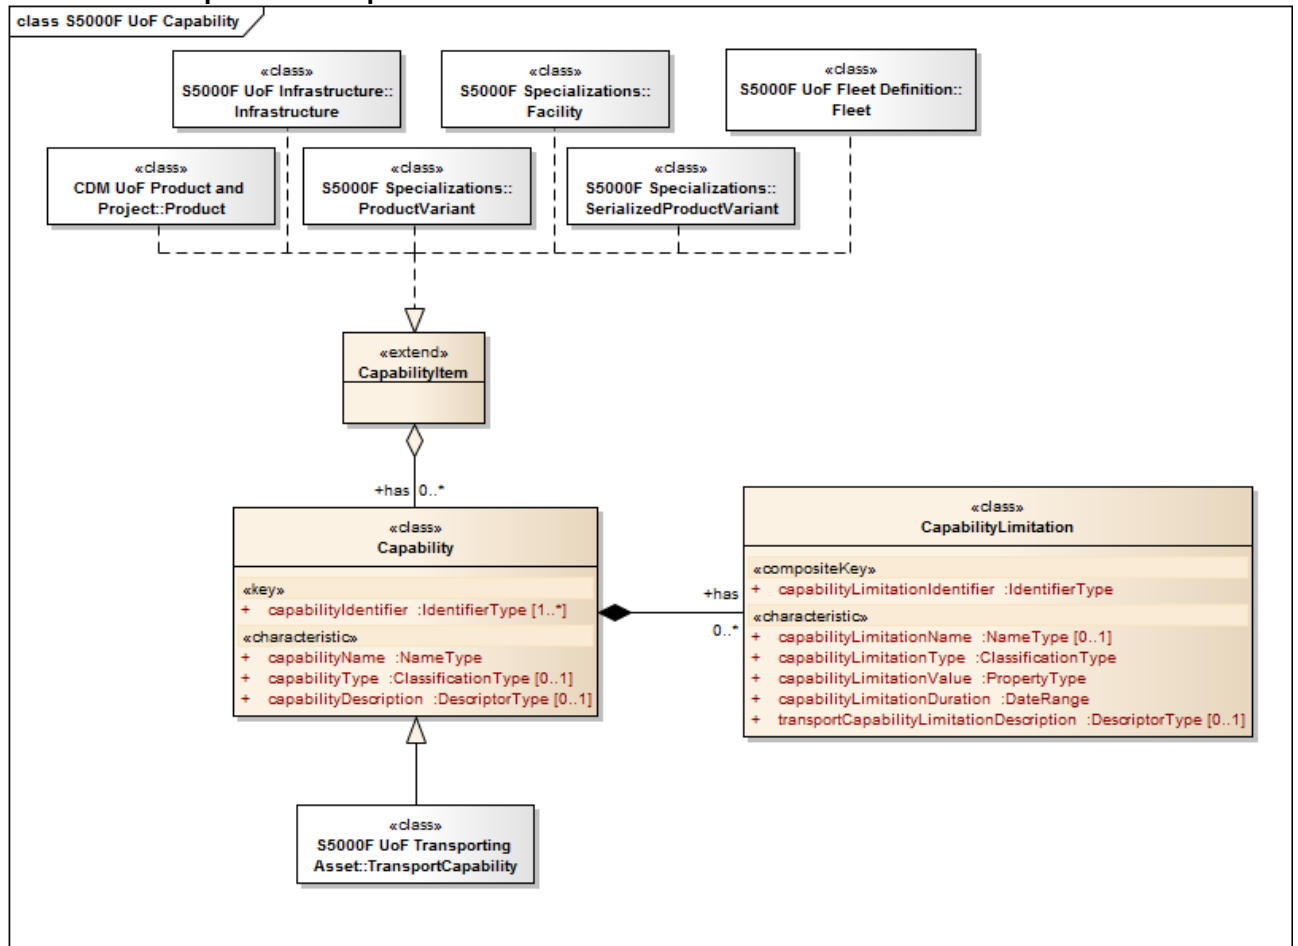 class S5000F UoF Capability
«class»
S5000F UoF Infrastructure::
Infrastructure
«class»
S5000F Specializations::
Facility
«class»
S5000F UoF Fleet Definition::
Fleet
«class»
CDM UoF Product and
Project::Product
«class»
S5000F Specializations::
ProductVariant
«class»
S5000F Specializations::
SerializedProductVariant
«extend»
CapabilityItem
+has 0..*
«class»
Capability
«key»
+ capabilityIdentifier :IdentifierType [1..*]
«characteristic»
+ capabilityName :NameType
+ capabilityType :ClassificationType [0..1]
+ capabilityDescription :DescriptorType [0..1]
+has
0..*
«class»
CapabilityLimitation
«compositeKey»
+ capabilityLimitationIdentifier :IdentifierType
«characteristic»
+ capabilityLimitationName :NameType [0..1]
+ capabilityLimitationType :ClassificationType
+ capabilityLimitationValue :PropertyType
+ capabilityLimitationDuration :DateRange
+ transportCapabilityLimitationDescription :DescriptorType [0..1]
«class»
S5000F UoF Transporting
Asset::TransportCapability